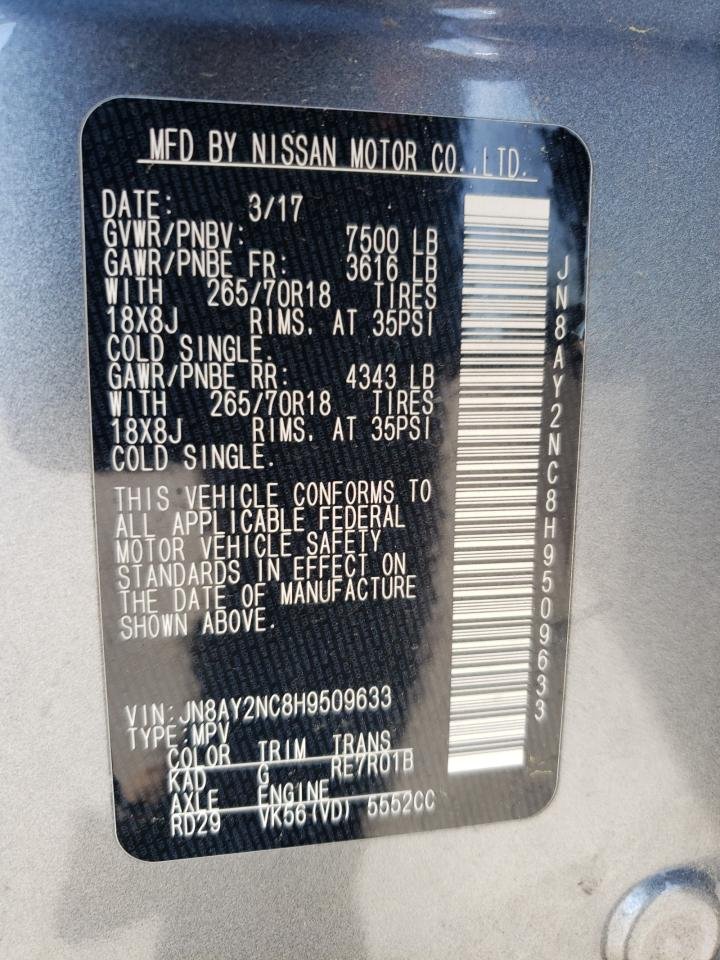 MFD BY NISSAN MOTOR CO.,LTD.
DATE: 3/17
GVWR/PNBV: 7500 LB
GAWR/PNBE FR: 3616 LB
WITH 265/70R18 TIRES
18X8J RIMS, AT 35PSI
COLD SINGLE.
GAWR/PNBE RR: 4343 LB
WITH 265/70R18 TIRES
18X8J RIMS, AT 35PSI
COLD SINGLE.
THIS VEHICLE CONFORMS TO
ALL APPLICABLE FEDERAL
MOTOR VEHICLE SAFETY
STANDARDS IN EFFECT ON
THE DATE OF MANUFACTURE
SHOWN ABOVE.
VIN:JN8AY2NC8H9509633
TYPE:MPV
COLOR TRIM TRANS
KAD G RE7R01B
AXLE ENGINE
RD29 VK56(VD) 5552CC
JN8AY2NC8H9509633